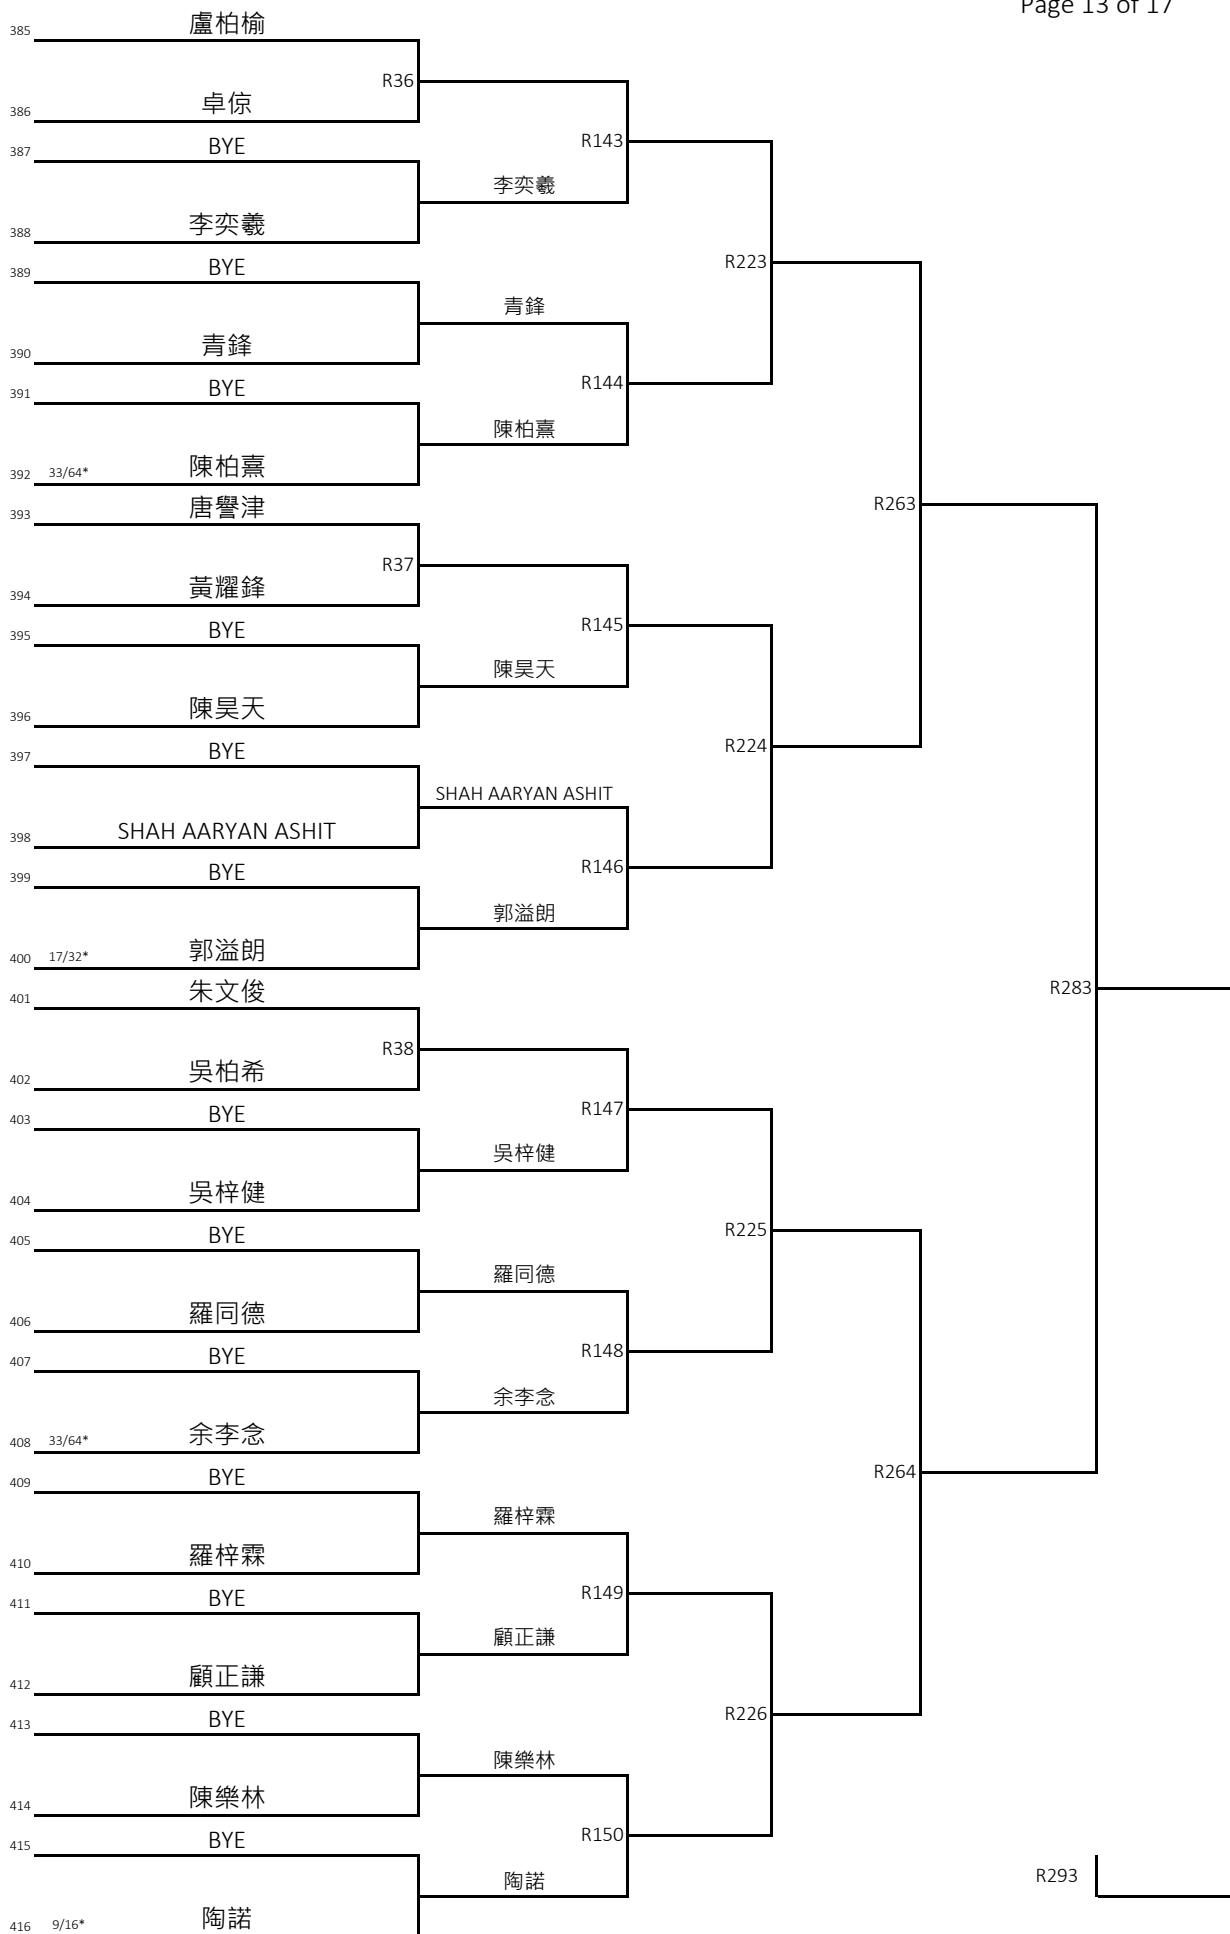 Page 13 of 17
385 盧柏榆
R36
386 卓倞
387 BYE
R143
李奕羲
388 李奕羲
389 BYE
R223
青鋒
390 青鋒
391 BYE
R144
陳柏熹
392 33/64* 陳柏熹
393 唐譽津
R263
R37
394 黃耀鋒
395 BYE
R145
陳昊天
396 陳昊天
397 BYE
R224
SHAH AARYAN ASHIT
398 SHAH AARYAN ASHIT
399 BYE
R146
郭溢朗
400 17/32* 郭溢朗
401 朱文俊
R283
R38
402 吳柏希
403 BYE
R147
吳梓健
404 吳梓健
405 BYE
R225
羅同德
406 羅同德
407 BYE
R148
余李念
408 33/64* 余李念
409 BYE
R264
羅梓霖
410 羅梓霖
411 BYE
R149
顧正謙
412 顧正謙
413 BYE
R226
陳樂林
414 陳樂林
415 BYE
R150
陶諾
R293
416 9/16* 陶諾